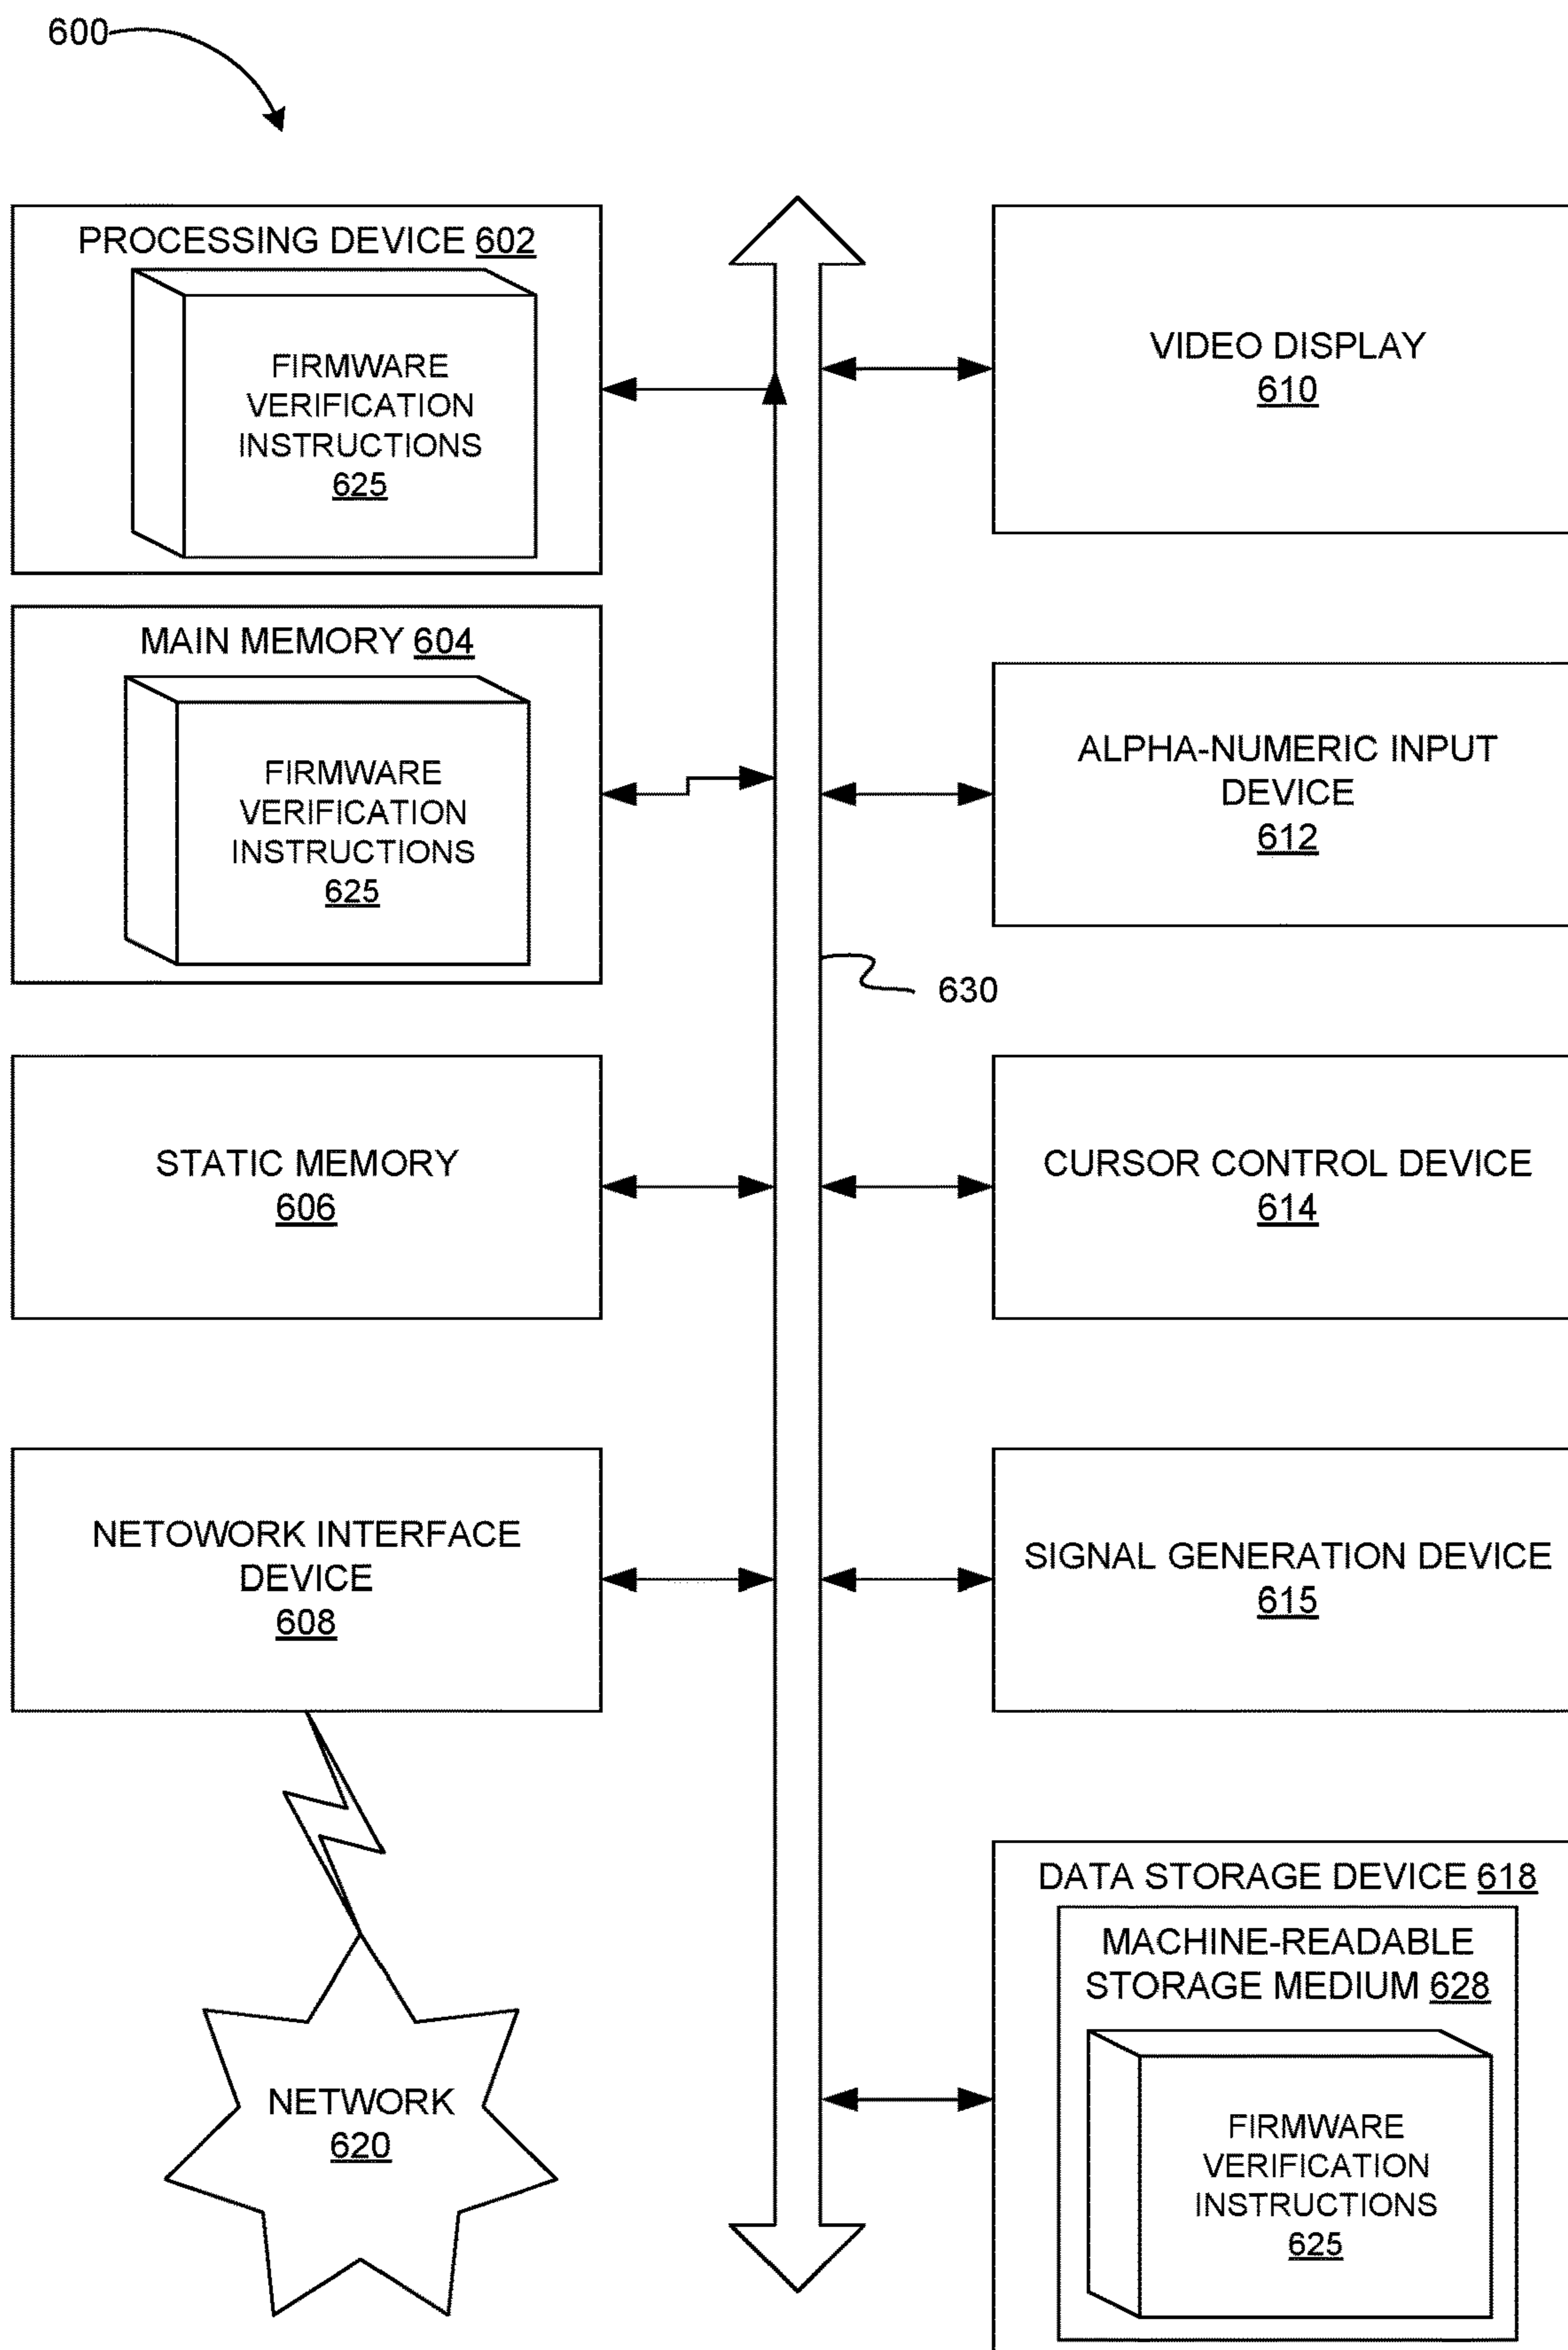 600
PROCESSING DEVICE 602
FIRMWARE
VERIFICATION
INSTRUCTIONS
625
MAIN MEMORY 604
FIRMWARE
VERIFICATION
INSTRUCTIONS
625
STATIC MEMORY
606
NETOWORK INTERFACE
DEVICE
608
NETWORK
620
630
VIDEO DISPLAY
610
ALPHA-NUMERIC INPUT
DEVICE
612
CURSOR CONTROL DEVICE
614
SIGNAL GENERATION DEVICE
615
DATA STORAGE DEVICE 618
MACHINE-READABLE
STORAGE MEDIUM 628
FIRMWARE
VERIFICATION
INSTRUCTIONS
625